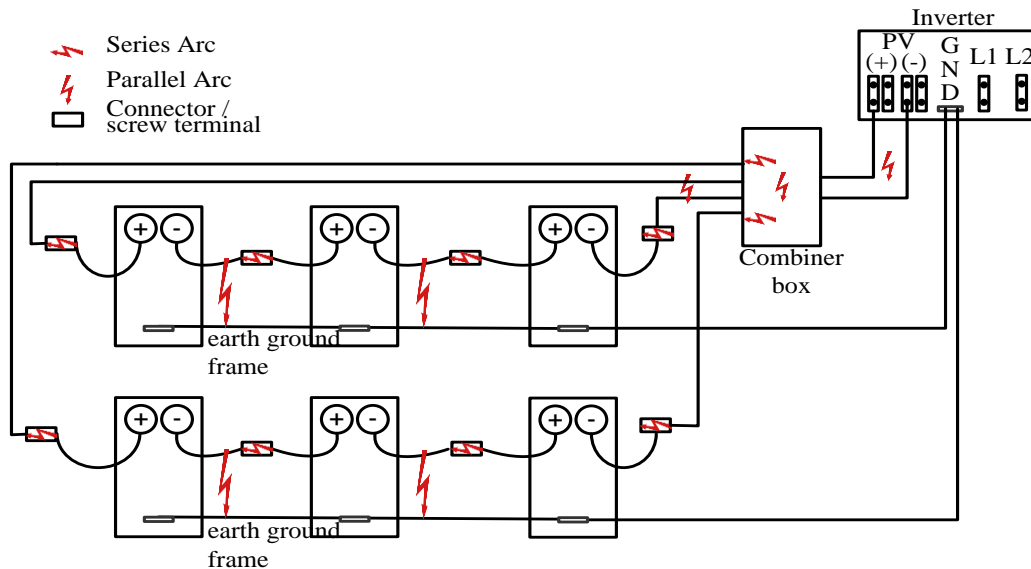 Inverter
PV
(+) (-)
G
N
D
L1 L2
Series Arc
Parallel Arc
Connector /
screw terminal
Combiner
box
+ - + - + -
earth ground
frame
+ - + - + -
earth ground
frame